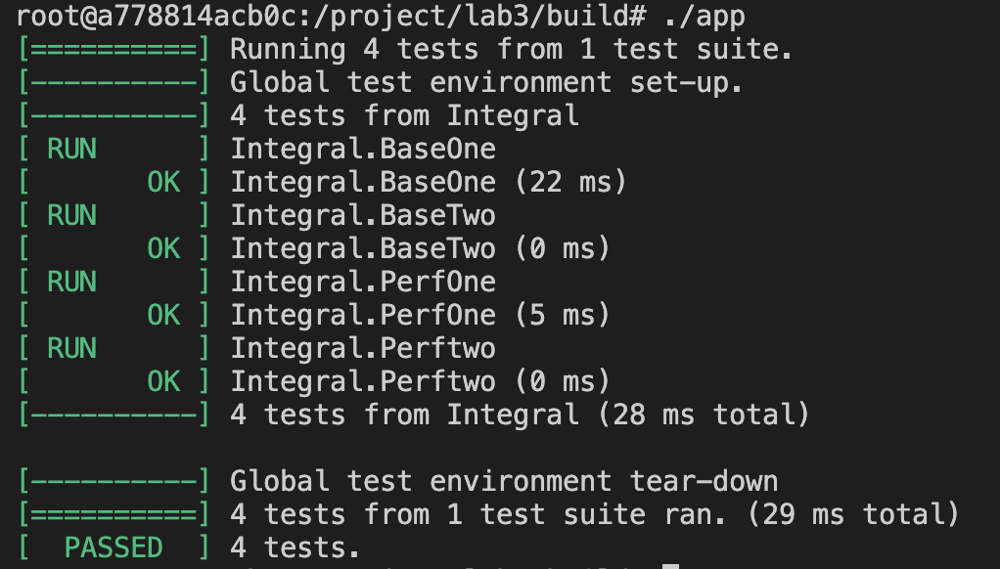 root@a778814acb0c:/project/lab3/build# ./app
[==========] Running 4 tests from 1 test suite.
[----------] Global test environment set-up.
[----------] 4 tests from Integral
[ RUN      ] Integral.BaseOne
[       OK ] Integral.BaseOne (22 ms)
[ RUN      ] Integral.BaseTwo
[       OK ] Integral.BaseTwo (0 ms)
[ RUN      ] Integral.PerfOne
[       OK ] Integral.PerfOne (5 ms)
[ RUN      ] Integral.Perftwo
[       OK ] Integral.Perftwo (0 ms)
[----------] 4 tests from Integral (28 ms total)

[----------] Global test environment tear-down
[==========] 4 tests from 1 test suite ran. (29 ms total)
[  PASSED  ] 4 tests.